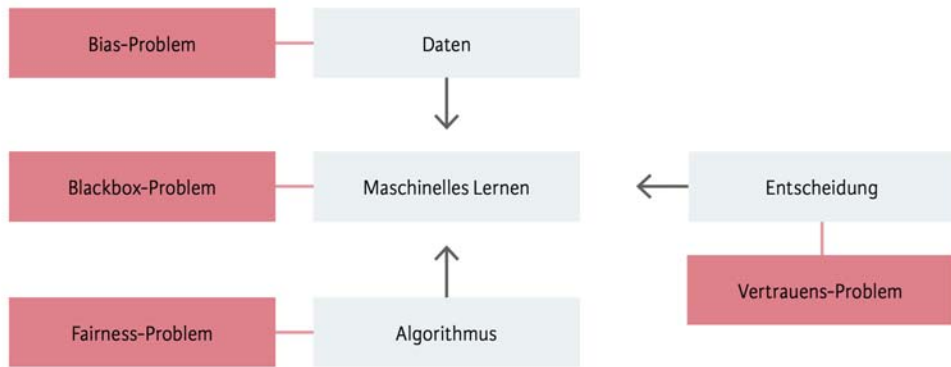 Bias-Problem
Daten
Blackbox-Problem
Maschinelles Lernen
Entscheidung
Vertrauens-Problem
Fairness-Problem
Algorithmus